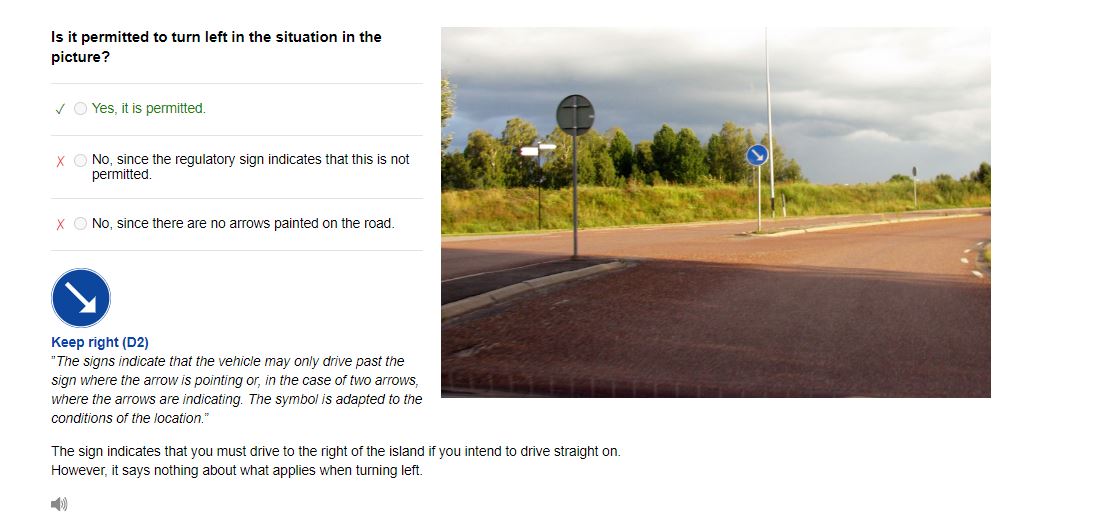 Is it permitted to turn left in the situation in the
picture?
✓ Yes, it is permitted.
X No, since the regulatory sign indicates that this is not
permitted.
X No, since there are no arrows painted on the road.
Keep right (D2)
"The signs indicate that the vehicle may only drive past the
sign where the arrow is pointing or, in the case of two arrows,
where the arrows are indicating. The symbol is adapted to the
conditions of the location."
The sign indicates that you must drive to the right of the island if you intend to drive straight on.
However, it says nothing about what applies when turning left.